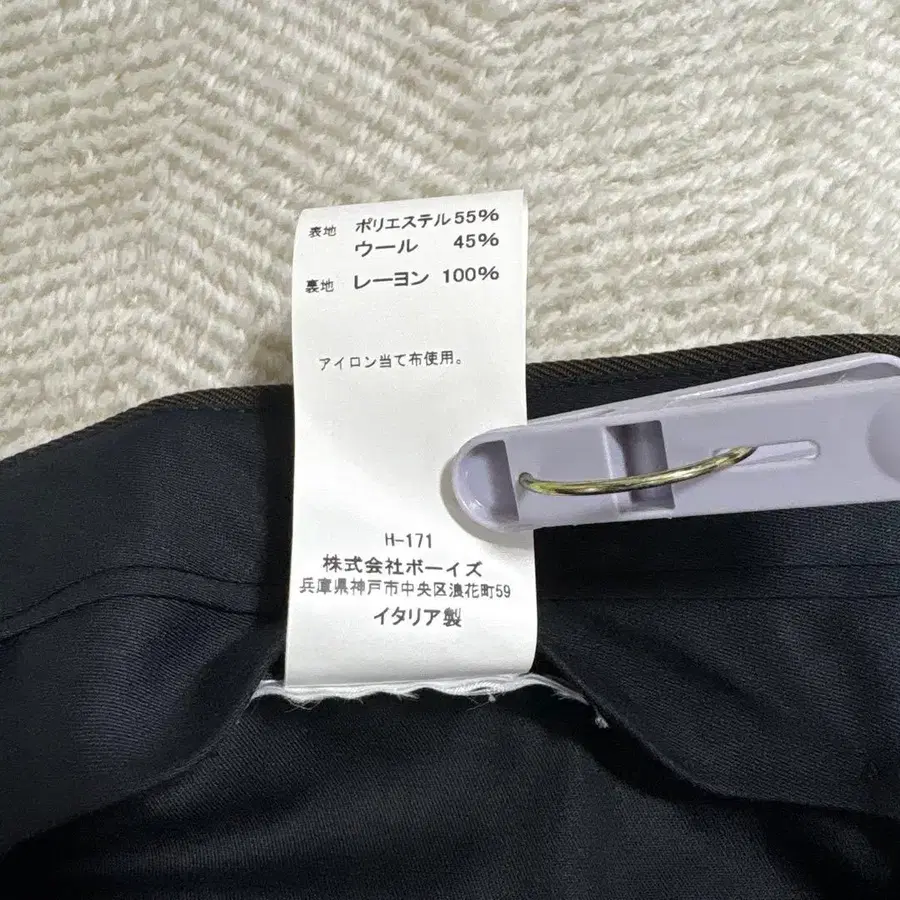 表地 ポリエステル 55%
ウール 45%
裏地 レーヨン 100%
アイロン当て布使用。
H-171
株式会社ボーイズ
兵庫県神戸市中央区浪花町59
イタリア製